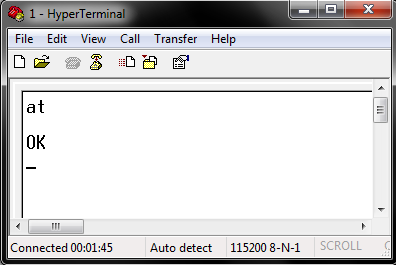 1 - HyperTerminal
File Edit View Call Transfer Help
at
OK
_
Connected 00:01:45 Auto detect 115200 8-N-1 SCROLL